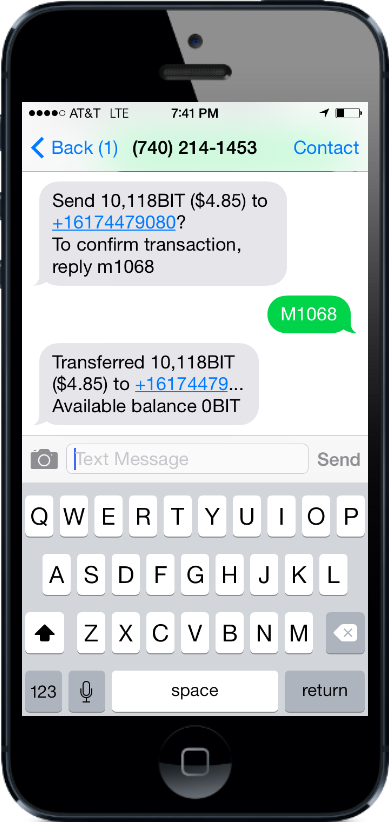 AT&T LTE 7:41 PM
Back (1) (740) 214-1453 Contact
Send 10,118BIT ($4.85) to
+16174479080?
To confirm transaction,
reply m1068
M1068
Transferred 10,118BIT
($4.85) to +16174479...
Available balance 0BIT
Text Message Send
Q W E R T Y U I O P
A S D F G H J K L
Z X C V B N M
123 space return